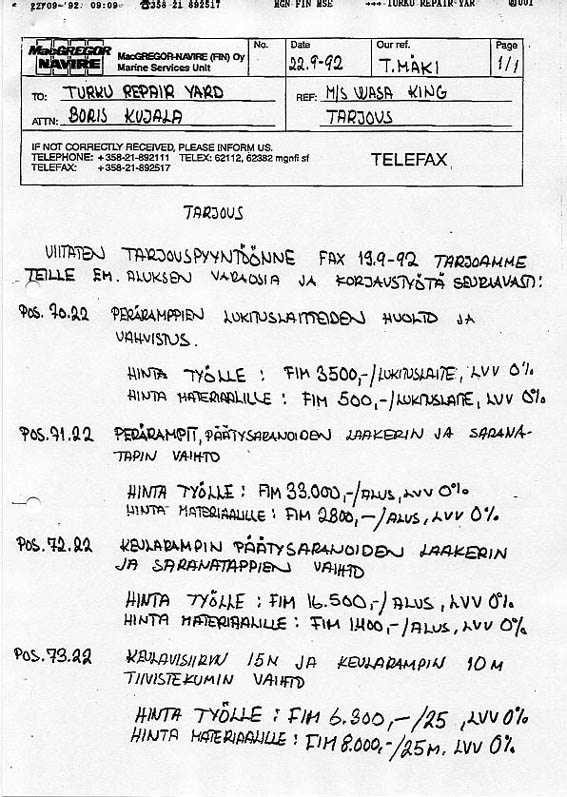 22/09-'92 09:09 ☎358 21 892517 MGN FIN MSE →→→ TURKU REPAIR YAR 001
MacGREGOR
NAVIRE
MacGREGOR-NAVIRE (FIN) Oy
Marine Services Unit
No.
Date
22.9-92
Our ref.
T.MÄKI
Page
1/1
TO: TURKU REPAIR YARD
ATTN: BORIS KUJALA
REF: M/S WASA KING
TARJOUS
IF NOT CORRECTLY RECEIVED, PLEASE INFORM US.
TELEPHONE: +358-21-892111 TELEX: 62112, 62382 mgnfi sf
TELEFAX: +358-21-892517
TELEFAX
TARJOUS
VIITATEN TARJOUSPYYNTÖÖNNE FAX 19.9-92 TARJOAMME
TEILLE EM. ALUKSEN VARAOSIA JA KORJAUSTYÖTÄ SEURAAVASTI:
POS. 70.22 PERÄRAMPPIEN LUKITUSLAITTEIDEN HUOLTO JA
VAHVISTUS.
HINTA TYÖLLE : FIM 3500,-/LUKITUSLAITE, LVV 0%
HINTA MATERIAALILLE : FIM 500,-/LUKITUSLAITE, LVV 0%
POS.71.22 PERÄRAMPIT, PÄÄTYSARANOIDEN LAAKERIN JA SARANA-
TAPIN VAIHTO
HINTA TYÖLLE : FIM 33.000,-/ALUS, LVV 0%
HINTA MATERIAALILLE : FIM 2800,-/ALUS, LVV 0%
POS.72.22 KEULARAMPIN PÄÄTYSARANOIDEN LAAKERIN
JA SARANATAPPIEN VAIHTO
HINTA TYÖLLE : FIM 16.500,-/ALUS, LVV 0%
HINTA MATERIAALILLE : FIM 1400,-/ALUS, LVV 0%
POS.73.22 KEULAVISIIRIN 15M JA KEULARAMPIN 10M
TIIVISTEKUMIN VAIHTO
HINTA TYÖLLE : FIM 6.300,-/25 , LVV 0%
HINTA MATERIAALILLE : FIM 8.000,-/25M, LVV 0%